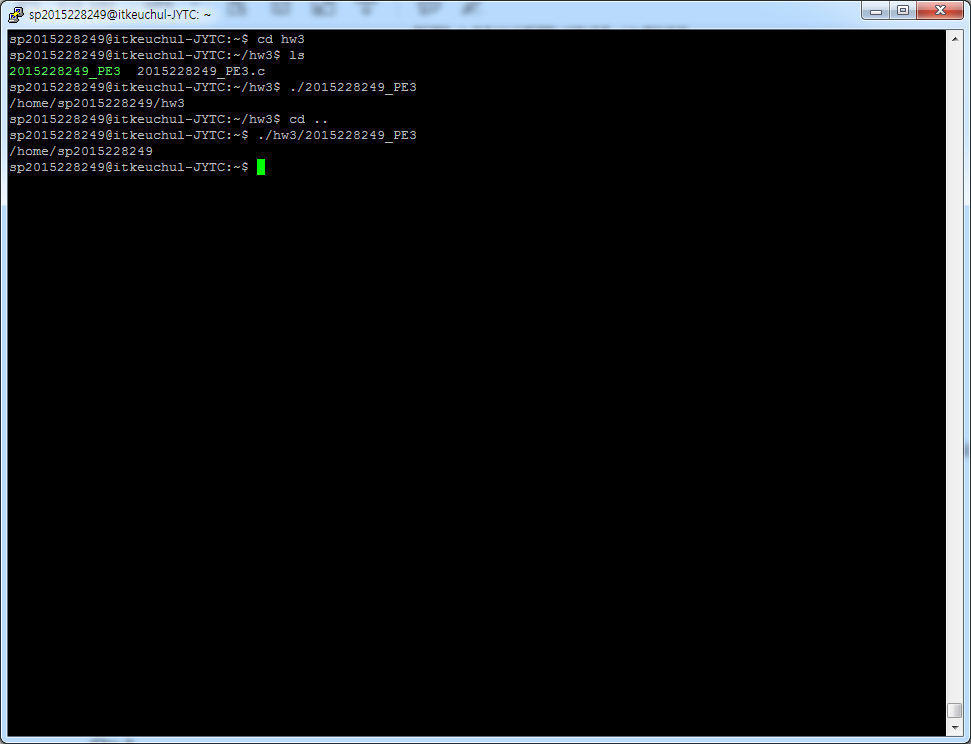 sp2015228249@itkeuchul-JYTC: ~
sp2015228249@itkeuchul-JYTC:~$ cd hw3
sp2015228249@itkeuchul-JYTC:~/hw3$ ls
2015228249_PE3  2015228249_PE3.c
sp2015228249@itkeuchul-JYTC:~/hw3$ ./2015228249_PE3
/home/sp2015228249/hw3
sp2015228249@itkeuchul-JYTC:~/hw3$ cd ..
sp2015228249@itkeuchul-JYTC:~$ ./hw3/2015228249_PE3
/home/sp2015228249
sp2015228249@itkeuchul-JYTC:~$